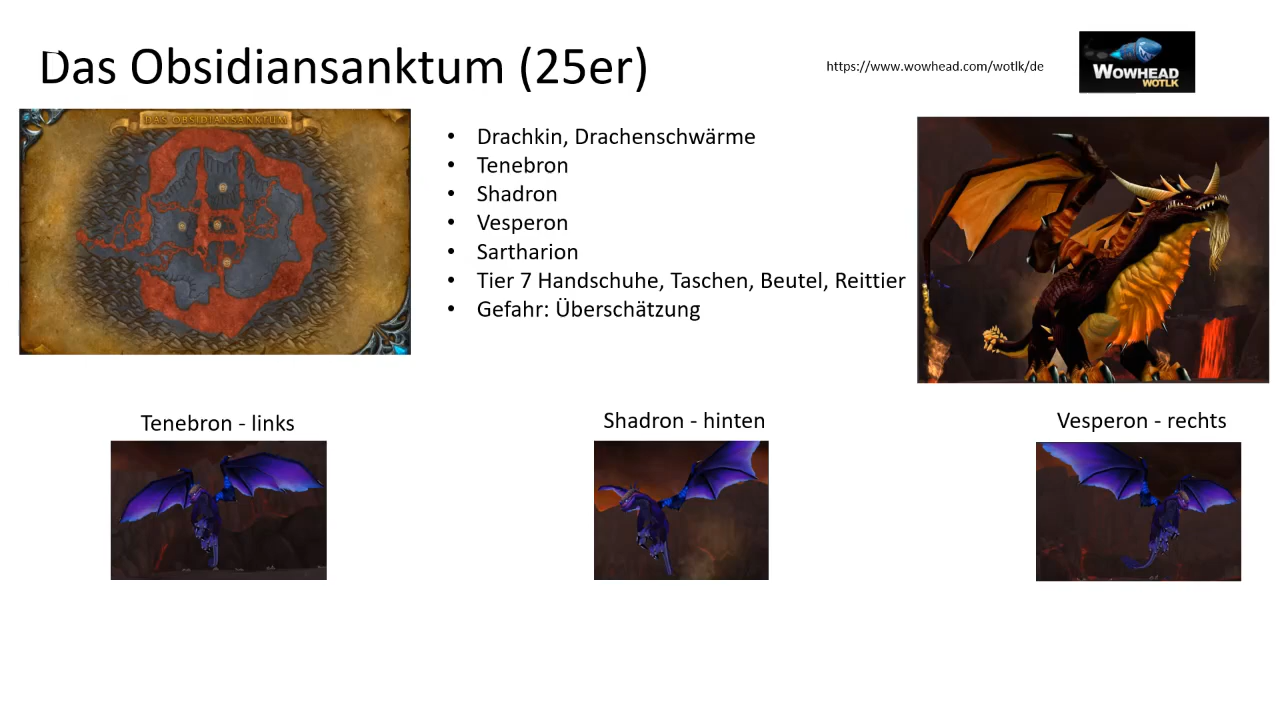 Das Obsidiansanktum (25er)
https://www.wowhead.com/wotlk/de
WOWHEAD
WOTLK
DAS OBSIDIANSANKTUM
• Drachkin, Drachenschwärme
• Tenebron
• Shadron
• Vesperon
• Sartharion
• Tier 7 Handschuhe, Taschen, Beutel, Reittier
• Gefahr: Überschätzung
Tenebron - links
Shadron - hinten
Vesperon - rechts